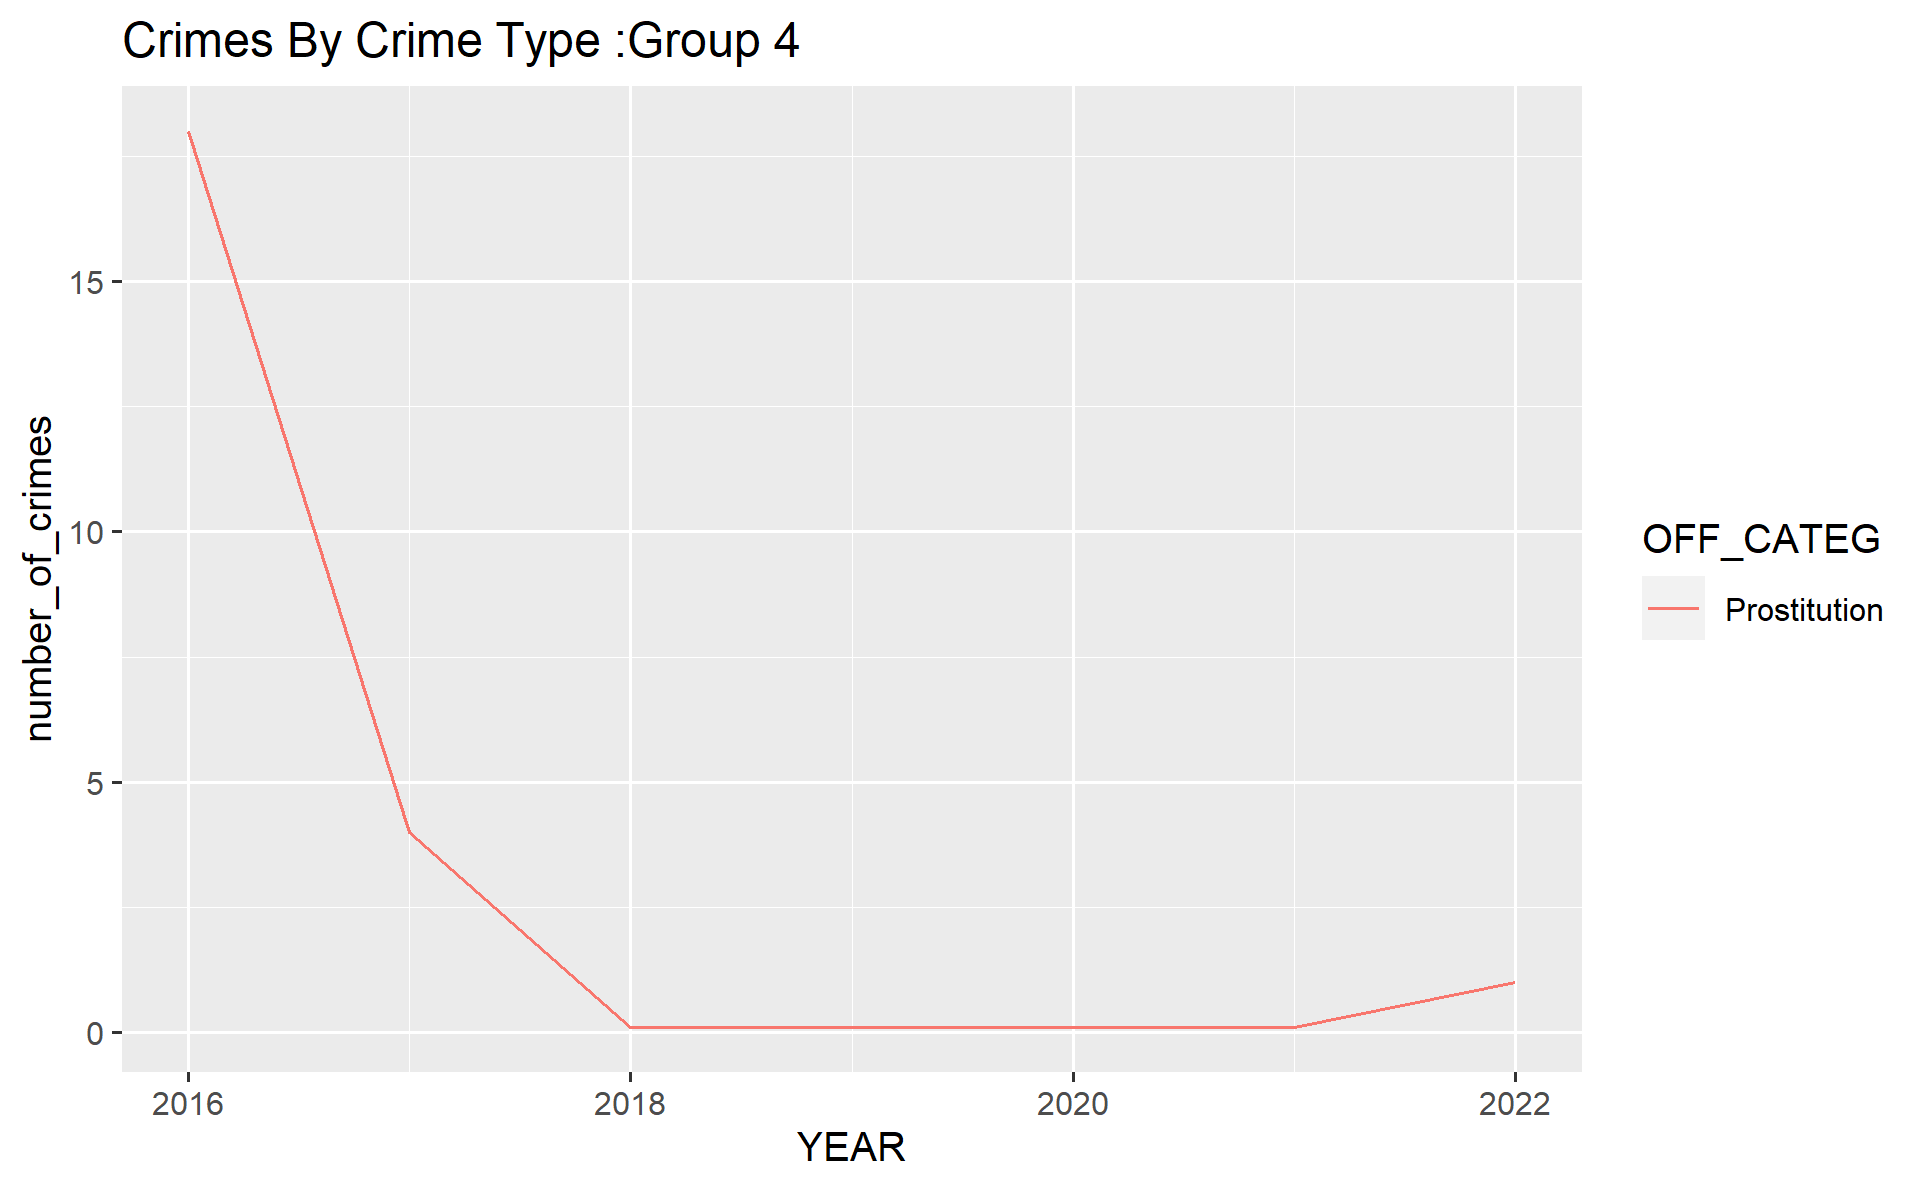 Crimes By Crime Type :Group 4
number_of_crimes
15
10
5
0
2016
2018
2020
2022
YEAR
OFF_CATEG
Prostitution